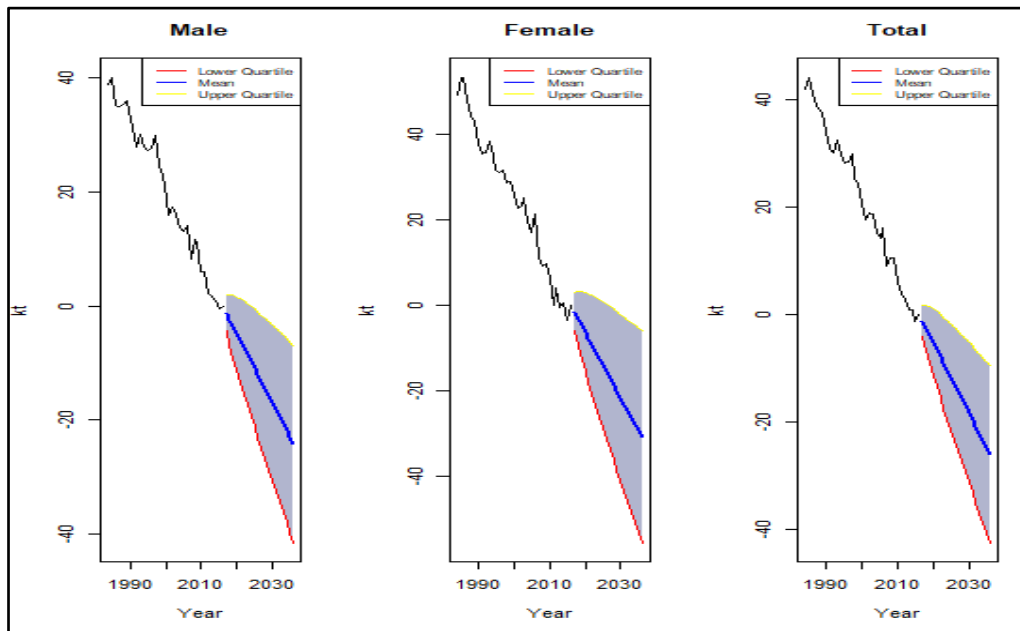 Male
Lower Quartile
Mean
Upper Quartile
kt
40
20
0
-20
-40
1990 2010 2030
Year
Female
Lower Quartile
Mean
Upper Quartile
kt
40
20
0
-20
-40
1990 2010 2030
Year
Total
Lower Quartile
Mean
Upper Quartile
kt
40
20
0
-20
-40
1990 2010 2030
Year